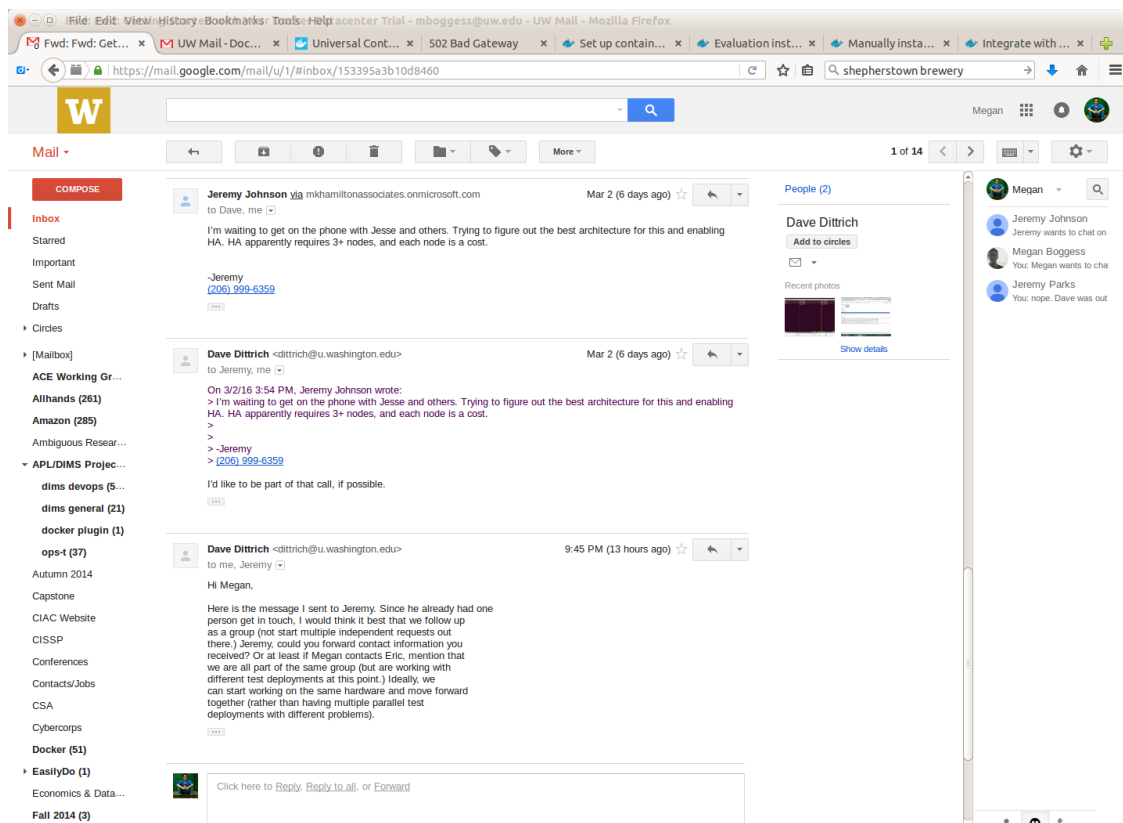 File Edit View History Bookmarks Tools Help
Datacenter Trial - mboggess@uw.edu - UW Mail - Mozilla Firefox
Fwd: Fwd: Get...
UW Mail - Doc...
Universal Cont...
502 Bad Gateway
Set up contain...
Evaluation inst...
Manually insta...
Integrate with ...
https://mail.google.com/mail/u/1/#inbox/153395a3b10d8460
shepherstown brewery
W
Megan
Mail
More
1 of 14
COMPOSE
Inbox
Starred
Important
Sent Mail
Drafts
Circles
[Mailbox]
ACE Working Gr...
Allhands (261)
Amazon (285)
Ambiguous Resear...
APL/DIMS Projec...
dims devops (5...
dims general (21)
docker plugin (1)
ops-t (37)
Autumn 2014
Capstone
CIAC Website
CISSP
Conferences
Contacts/Jobs
CSA
Cybercorps
Docker (51)
EasilyDo (1)
Economics & Data...
Fall 2014 (3)
Jeremy Johnson via mkhamiltonassociates.onmicrosoft.com Mar 2 (6 days ago)
to Dave, me
I'm waiting to get on the phone with Jesse and others. Trying to figure out the best architecture for this and enabling
HA. HA apparently requires 3+ nodes, and each node is a cost.
-Jeremy
(206) 999-6359
Dave Dittrich <dittrich@u.washington.edu> Mar 2 (6 days ago)
to Jeremy, me
On 3/2/16 3:54 PM, Jeremy Johnson wrote:
> I'm waiting to get on the phone with Jesse and others. Trying to figure out the best architecture for this and enabling
HA. HA apparently requires 3+ nodes, and each node is a cost.
>
>
> -Jeremy
> (206) 999-6359
I'd like to be part of that call, if possible.
Dave Dittrich <dittrich@u.washington.edu> 9:45 PM (13 hours ago)
to me, Jeremy
Hi Megan,
Here is the message I sent to Jeremy. Since he already had one
person get in touch, I would think it best that we follow up
as a group (not start multiple independent requests out
there.) Jeremy, could you forward contact information you
received? Or at least if Megan contacts Eric, mention that
we are all part of the same group (but are working with
different test deployments at this point.) Ideally, we
can start working on the same hardware and move forward
together (rather than having multiple parallel test
deployments with different problems).
Click here to Reply, Reply to all, or Forward
People (2)
Dave Dittrich
Add to circles
Recent photos
Show details
Megan
Jeremy Johnson
Jeremy wants to chat on
Megan Boggess
You: Megan wants to cha
Jeremy Parks
You: nope. Dave was out